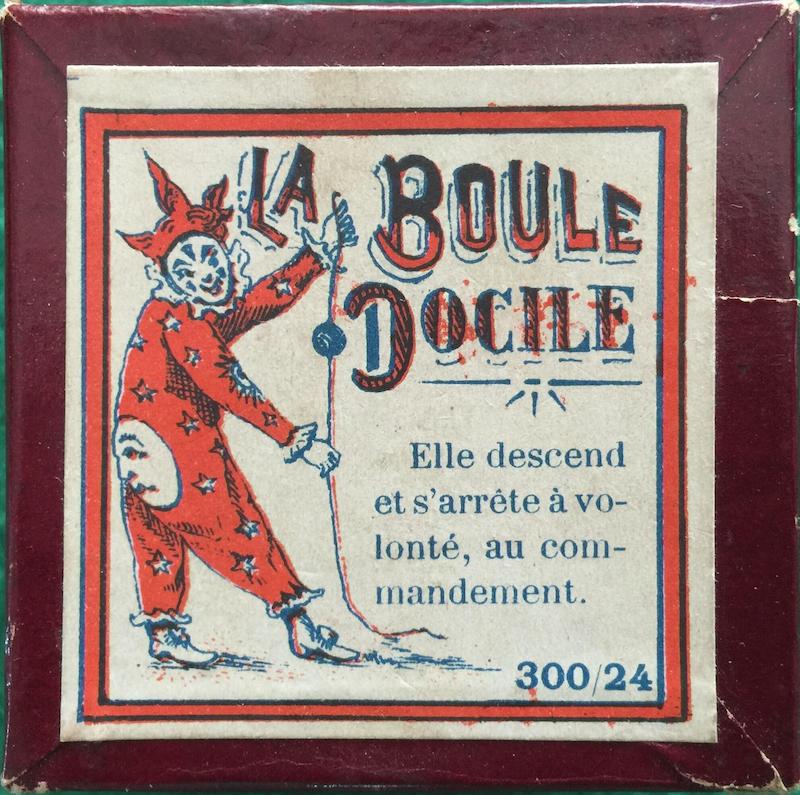 LA BOULE
DOCILE
Elle descend
et s'arrête à vo-
lonté, au com-
mandement.
300/24